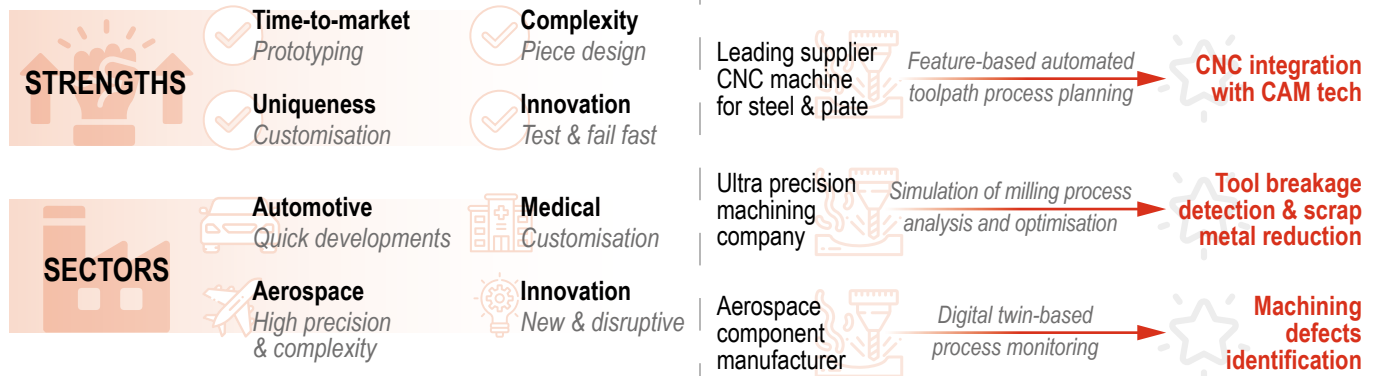 STRENGTHS
Time-to-market
Prototyping
Complexity
Piece design
Uniqueness
Customisation
Innovation
Test & fail fast
SECTORS
Automotive
Quick developments
Medical
Customisation
Aerospace
High precision
& complexity
Innovation
New & disruptive
Leading supplier
CNC machine
for steel & plate
Feature-based automated
toolpath process planning
CNC integration
with CAM tech
Ultra precision
machining
company
Simulation of milling process
analysis and optimisation
Tool breakage
detection & scrap
metal reduction
Aerospace
component
manufacturer
Digital twin-based
process monitoring
Machining
defects
identification